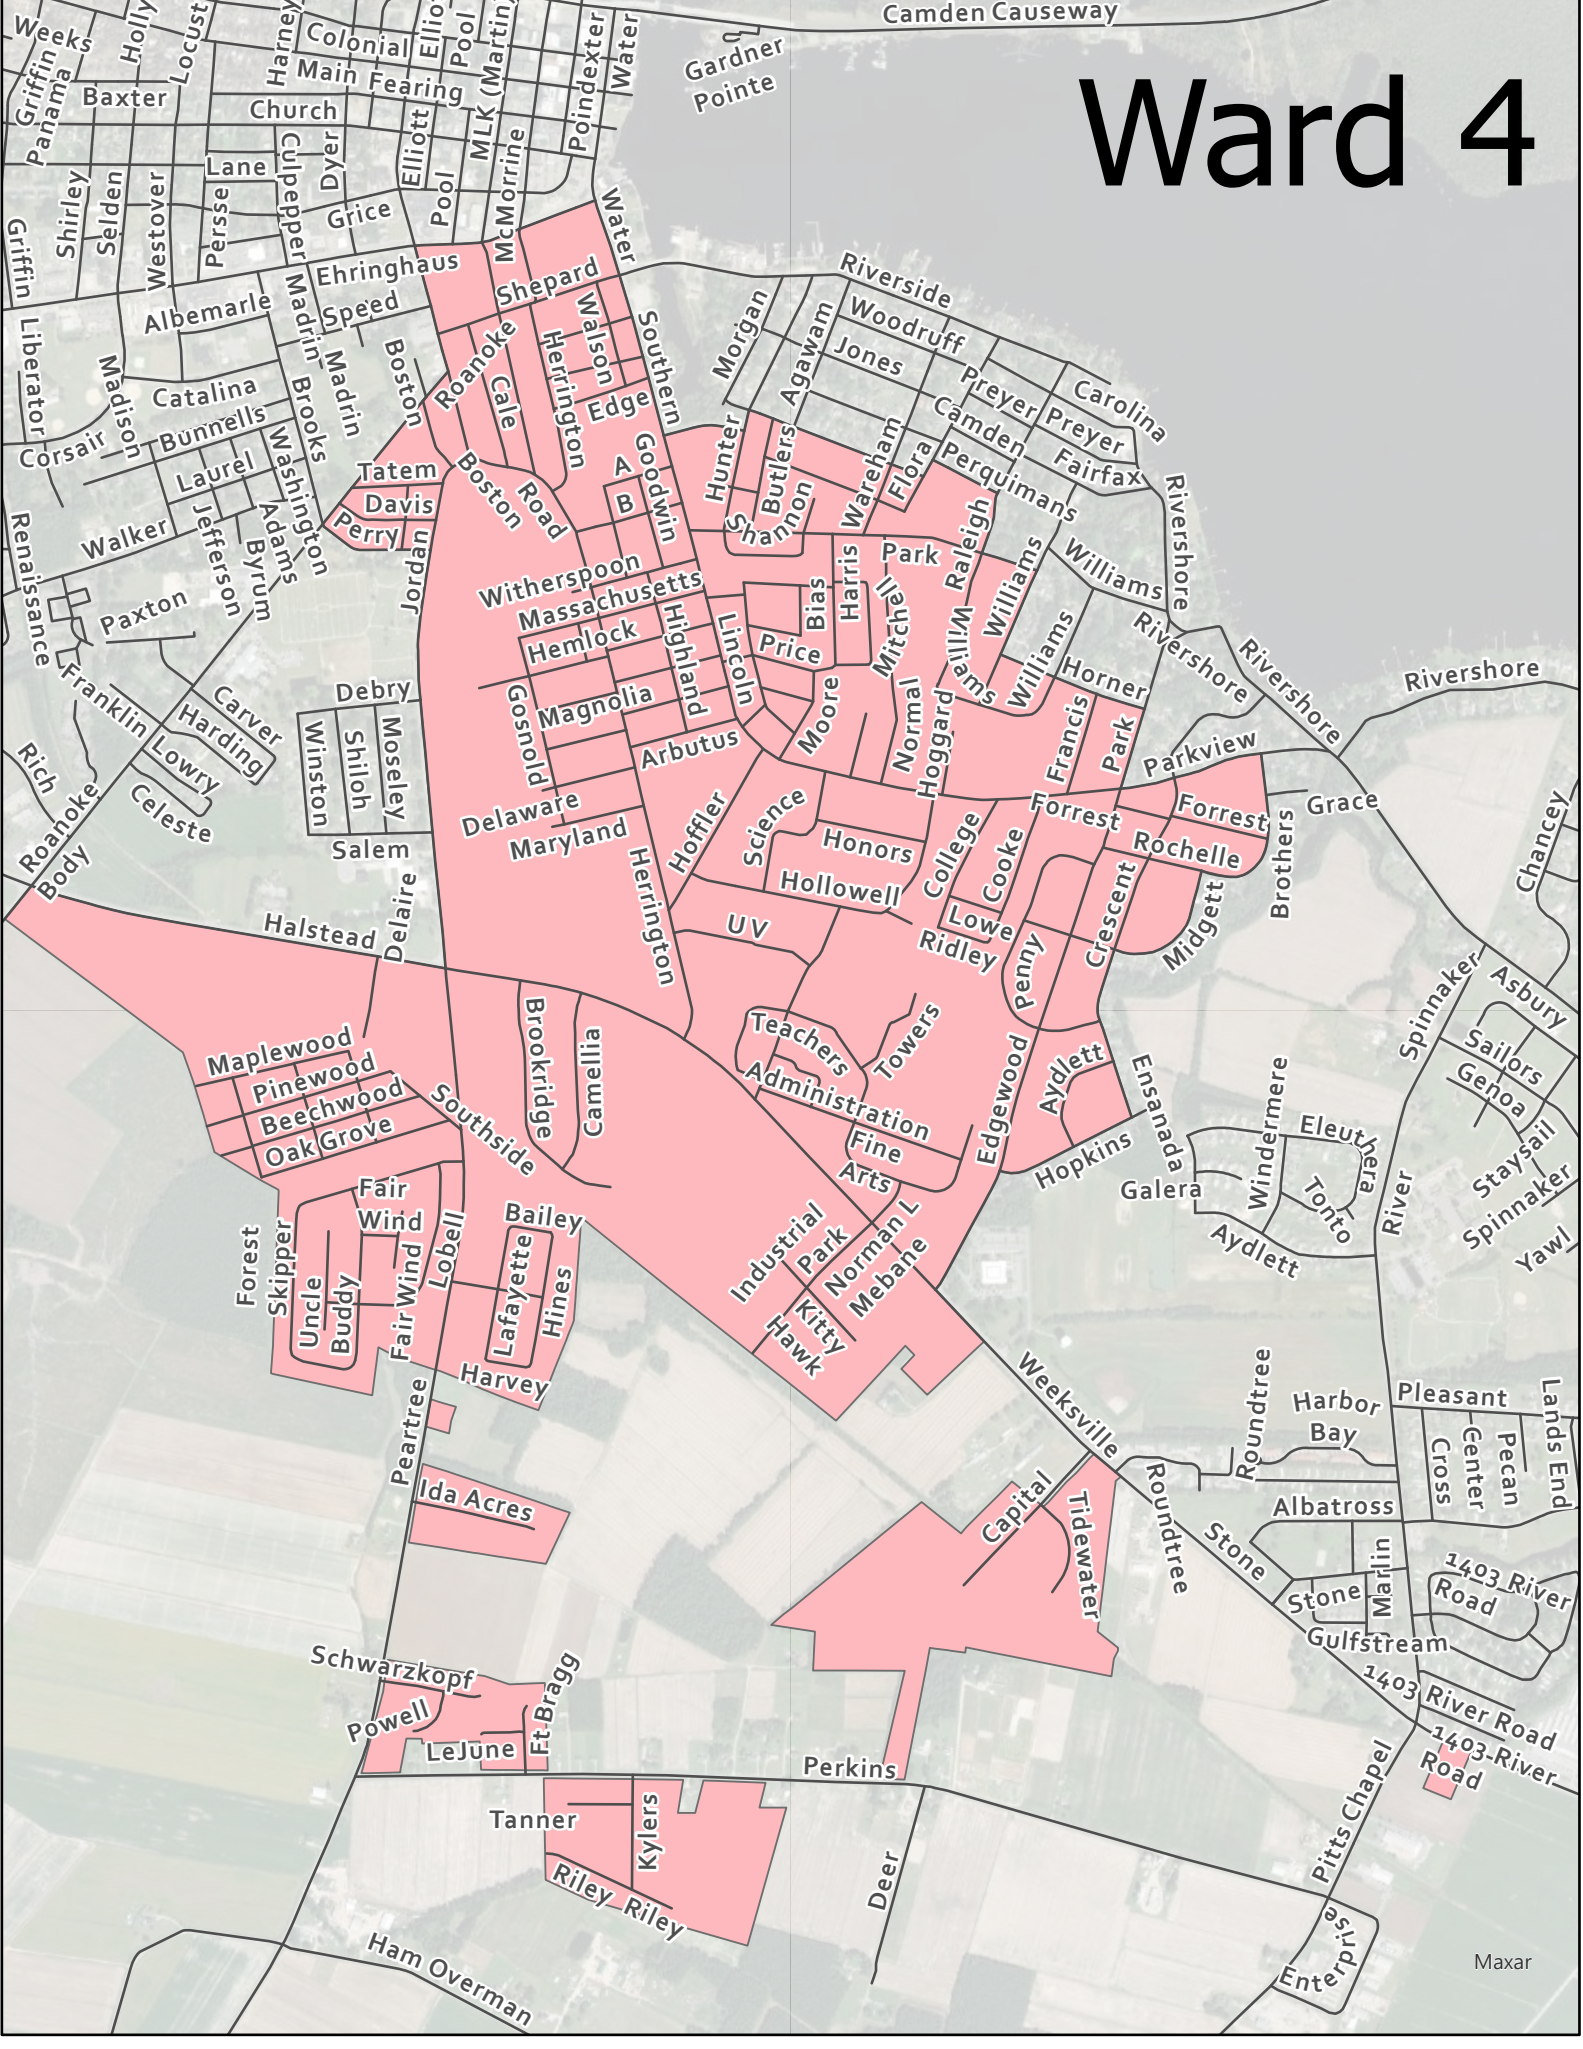 Ward 4
Camden Causeway
Weeks
Griffin
Panama
Holly
Locust
Harney
Colonial
Pool
MLK (Martin
Poindexter
Water
Gardner
Pointe
Baxter
Main
Fearing
Church
Lane
Culpepper
Dyer
Elliott
Pool
McMorrine
Shirley
Selden
Westover
Persse
Grice
Griffin
Ehringhaus
Water
Shepard
Riverside
Woodruff
Albemarle
Madrin
Speed
Liberator
Madison
Catalina
Bunnells
Corsair
Brooks
Madrin
Boston
Roanoke
Cale
Herrington
Walson
Edge
Southern
Morgan
Agawam
Jones
Preyer
Preyer
Carolina
Camden
Fairfax
Perquimans
Laurel
Washington
Walker
Jefferson
Adams
Byrum
Renaissance
Paxton
Tatem
Davis
Perry
Jordan
Boston
Road
A
B
Goodwin
Hunter
Butlers
Shannon
Wareham
Flora
Raleigh
Park
Williams
Williams
Williams
Williams
Rivershore
Rivershore
Rivershore
Rivershore
Witherspoon
Massachusetts
Hemlock
Highland
Lincoln
Price
Bias
Harris
Mitchell
Horner
Franklin
Carver
Harding
Lowry
Celeste
Rich
Roanoke
Body
Debry
Winston
Shiloh
Moseley
Salem
Gosnold
Magnolia
Arbutus
Moore
Normal
Hoggard
Francis
Park
Parkview
Delaware
Maryland
Hoffler
Science
Honors
Hollowell
College
Cooke
Forrest
Forrest
Rochelle
Grace
Brothers
Chancey
Halstead
Delaire
Herrington
U V
Lowe
Ridley
Penny
Crescent
Midgett
Spinnaker
Asbury
Sailors
Genoa
Staysail
Spinnaker
Yawl
Maplewood
Pinewood
Beechwood
Oak Grove
Southside
Brookridge
Camellia
Teachers
Towers
Administration
Fine
Arts
Edgewood
Aydlett
Ensanada
Hopkins
Windermere
Eleuthera
Tonto
Galera
Aydlett
River
Fair
Wind
Fair Wind
Forest
Skipper
Uncle
Buddy
Lobell
Bailey
Lafayette
Hines
Harvey
Industrial
Park
Norman L
Mebane
Kitty
Hawk
Peartree
Ida Acres
Weeksville
Capital
Tidewater
Roundtree
Roundtree
Harbor
Bay
Pleasant
Cross
Center
Pecan
Lands End
Albatross
Stone
Stone
Marlin
1403 River
Road
Gulfstream
1403 River Road
1403 River
Road
Schwarzkopf
Powell
LeJune
Ft Bragg
Perkins
Tanner
Kylers
Riley
Riley
Deer
Pitts Chapel
Enterprise
Ham Overman
Maxar